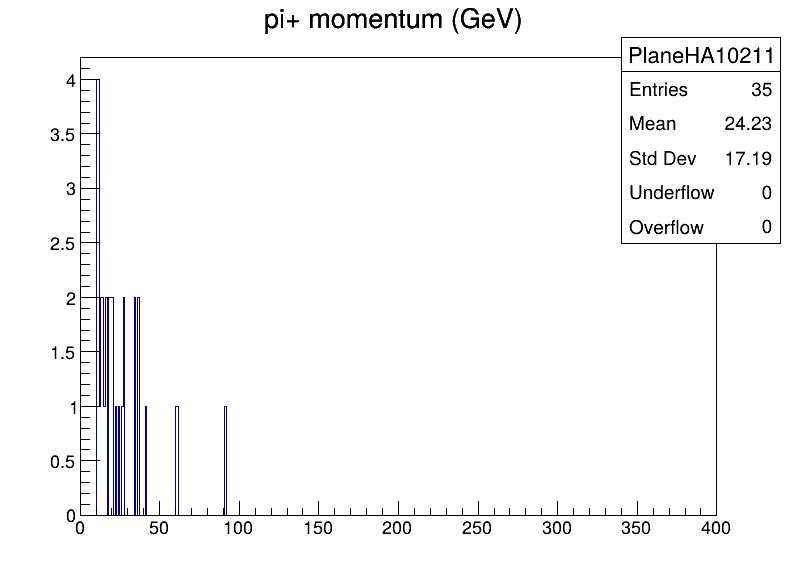 pi+ momentum (GeV)
PlaneHA10211
Entries 35
Mean 24.23
Std Dev 17.19
Underflow 0
Overflow 0
4
3.5
3
2.5
2
1.5
1
0.5
0
0 50 100 150 200 250 300 350 400